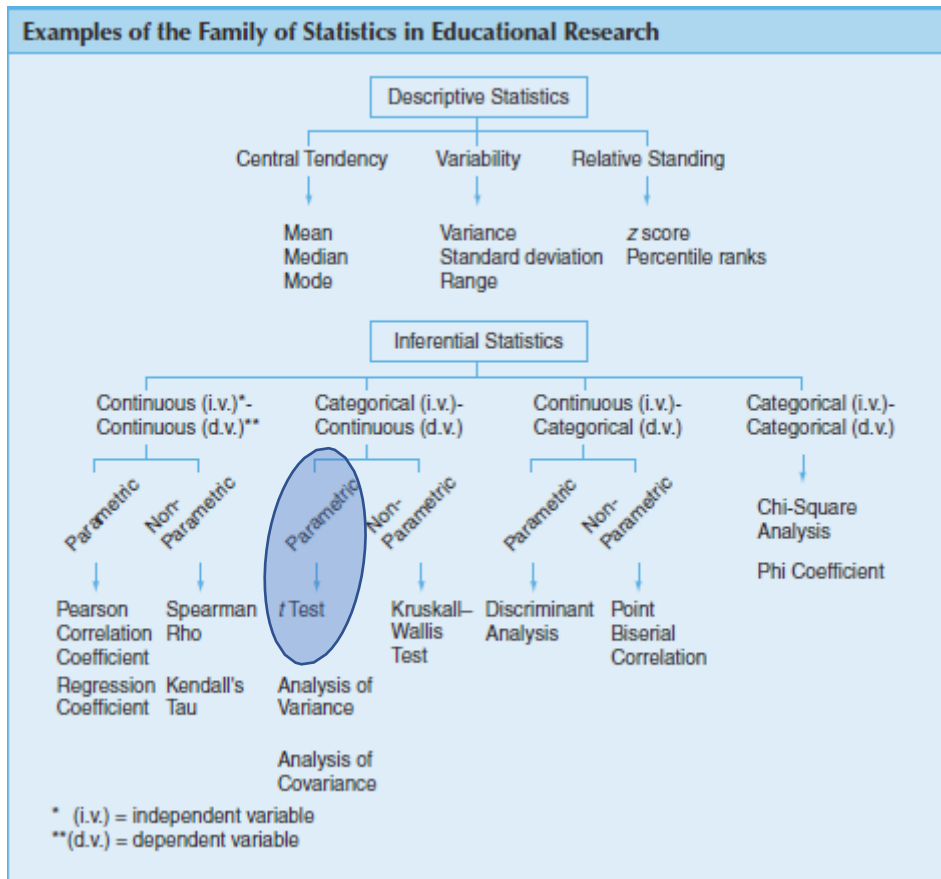 Examples of the Family of Statistics in Educational Research
Descriptive Statistics
Central Tendency
Variability
Relative Standing
Mean
Median
Mode
Variance
Standard deviation
Range
z score
Percentile ranks
Inferential Statistics
Continuous (i.v.)*-
Continuous (d.v.)**
Categorical (i.v.)-
Continuous (d.v.)
Continuous (i.v.)-
Categorical (d.v.)
Categorical (i.v.)-
Categorical (d.v.)
Parametric
Non-
Parametric
Parametric
Non-
Parametric
Parametric
Non-
Parametric
Pearson
Correlation
Coefficient
Regression
Coefficient
Spearman
Rho
Kendall's
Tau
t Test
Analysis of
Variance
Analysis of
Covariance
Kruskall–
Wallis
Test
Discriminant
Analysis
Point
Biserial
Correlation
Chi-Square
Analysis
Phi Coefficient
* (i.v.) = independent variable
**(d.v.) = dependent variable